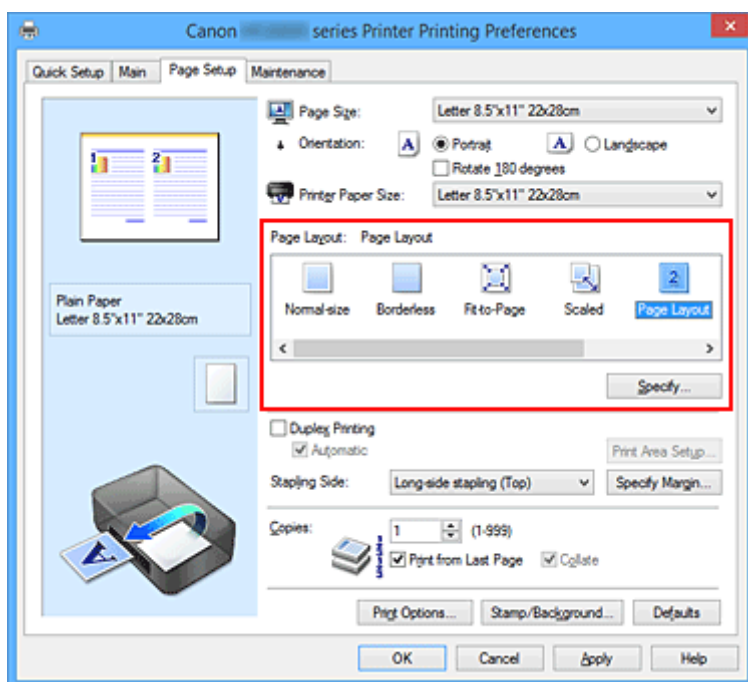 Canon series Printer Printing Preferences
Quick Setup Main Page Setup Maintenance
Page Size: Letter 8.5"x11" 22x28cm
Orientation: A Portrait A Landscape
Rotate 180 degrees
Printer Paper Size: Letter 8.5"x11" 22x28cm
1 2
Page Layout: Page Layout
2
Normal-size Borderless Fit-to-Page Scaled Page Layout
Plain Paper
Letter 8.5"x11" 22x28cm
Specify...
Duplex Printing
Automatic
Print Area Setup...
Stapling Side: Long-side stapling (Top) Specify Margin...
Copies: 1 (1-999)
Print from Last Page Collate
A
Print Options... Stamp/Background... Defaults
OK Cancel Apply Help